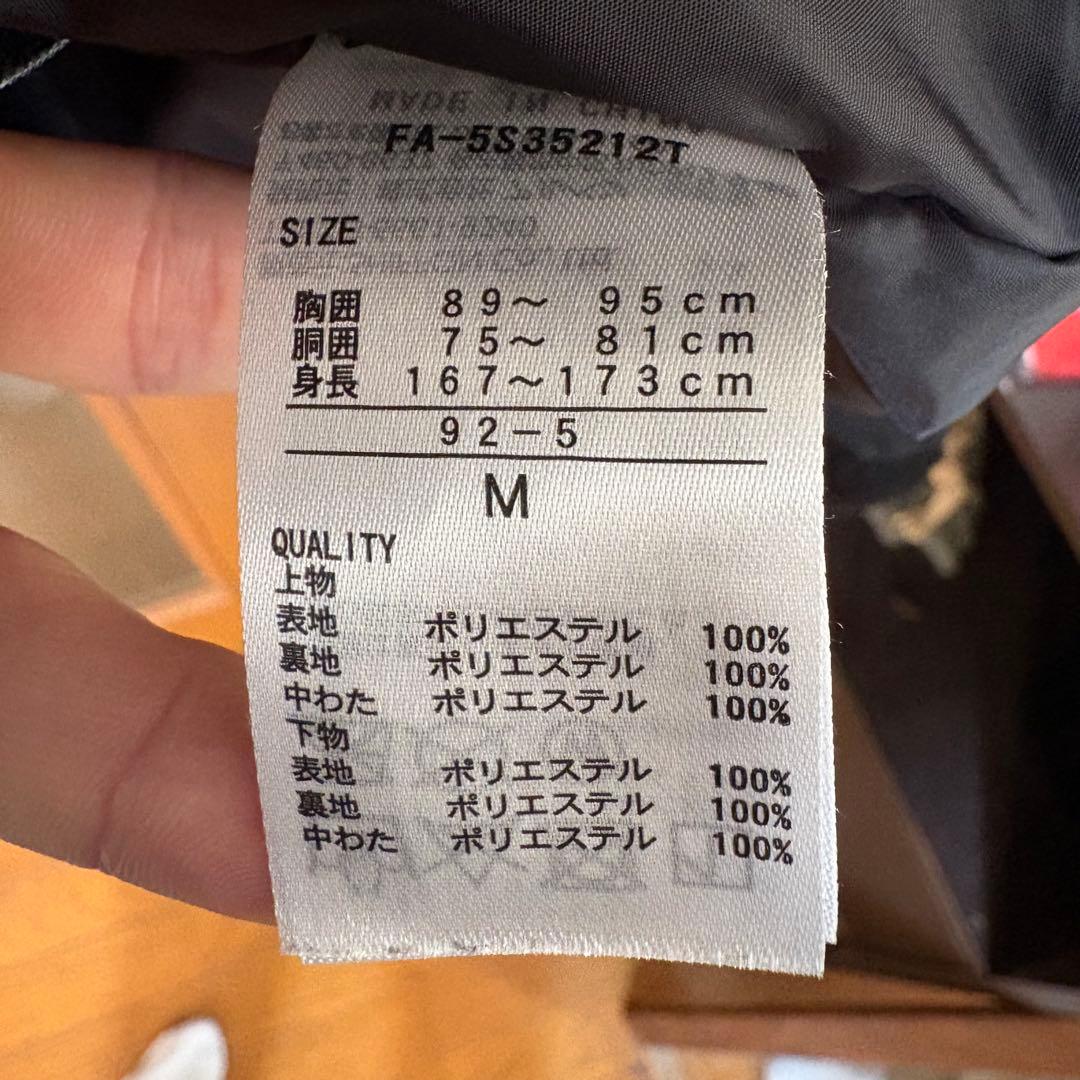 FA-5S35212T
SIZE
胸囲 89～ 95cm
胴囲 75～ 81cm
身長 167～173cm
92-5
M
QUALITY
上物
表地 ポリエステル 100%
裏地 ポリエステル 100%
中わた ポリエステル 100%
下物
表地 ポリエステル 100%
裏地 ポリエステル 100%
中わた ポリエステル 100%